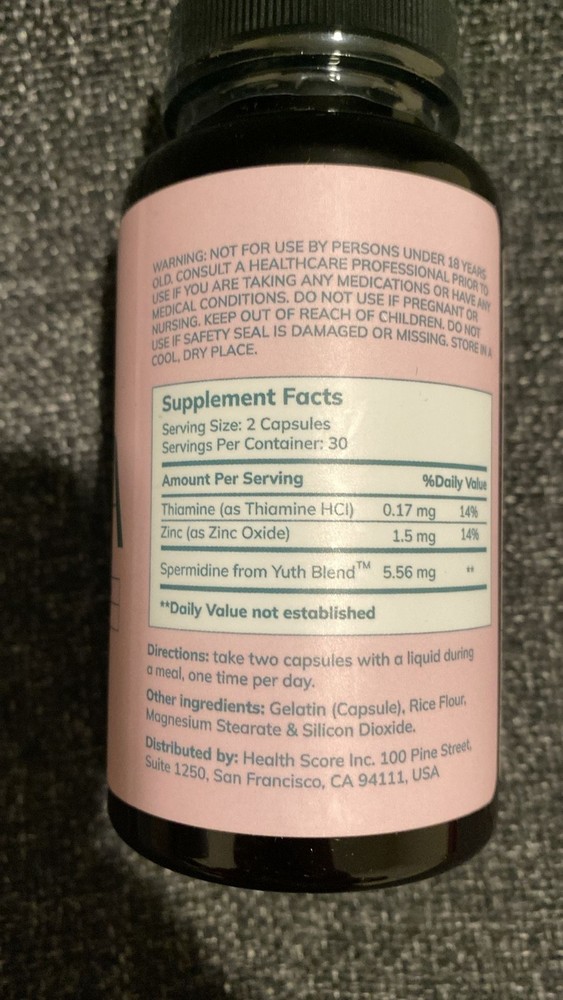 WARNING: NOT FOR USE BY PERSONS UNDER 18 YEARS
OLD. CONSULT A HEALTHCARE PROFESSIONAL PRIOR TO
USE IF YOU ARE TAKING ANY MEDICATIONS OR HAVE ANY
MEDICAL CONDITIONS. DO NOT USE IF PREGNANT OR
NURSING. KEEP OUT OF REACH OF CHILDREN. DO NOT
USE IF SAFETY SEAL IS DAMAGED OR MISSING. STORE IN A
COOL, DRY PLACE.
Supplement Facts
Serving Size: 2 Capsules
Servings Per Container: 30
Amount Per Serving %Daily Value
Thiamine (as Thiamine HCl) 0.17 mg 14%
Zinc (as Zinc Oxide) 1.5 mg 14%
Spermidine from Yuth Blend™ 5.56 mg **
**Daily Value not established
Directions: take two capsules with a liquid during
a meal, one time per day.
Other ingredients: Gelatin (Capsule), Rice Flour,
Magnesium Stearate & Silicon Dioxide.
Distributed by: Health Score Inc. 100 Pine Street,
Suite 1250, San Francisco, CA 94111, USA